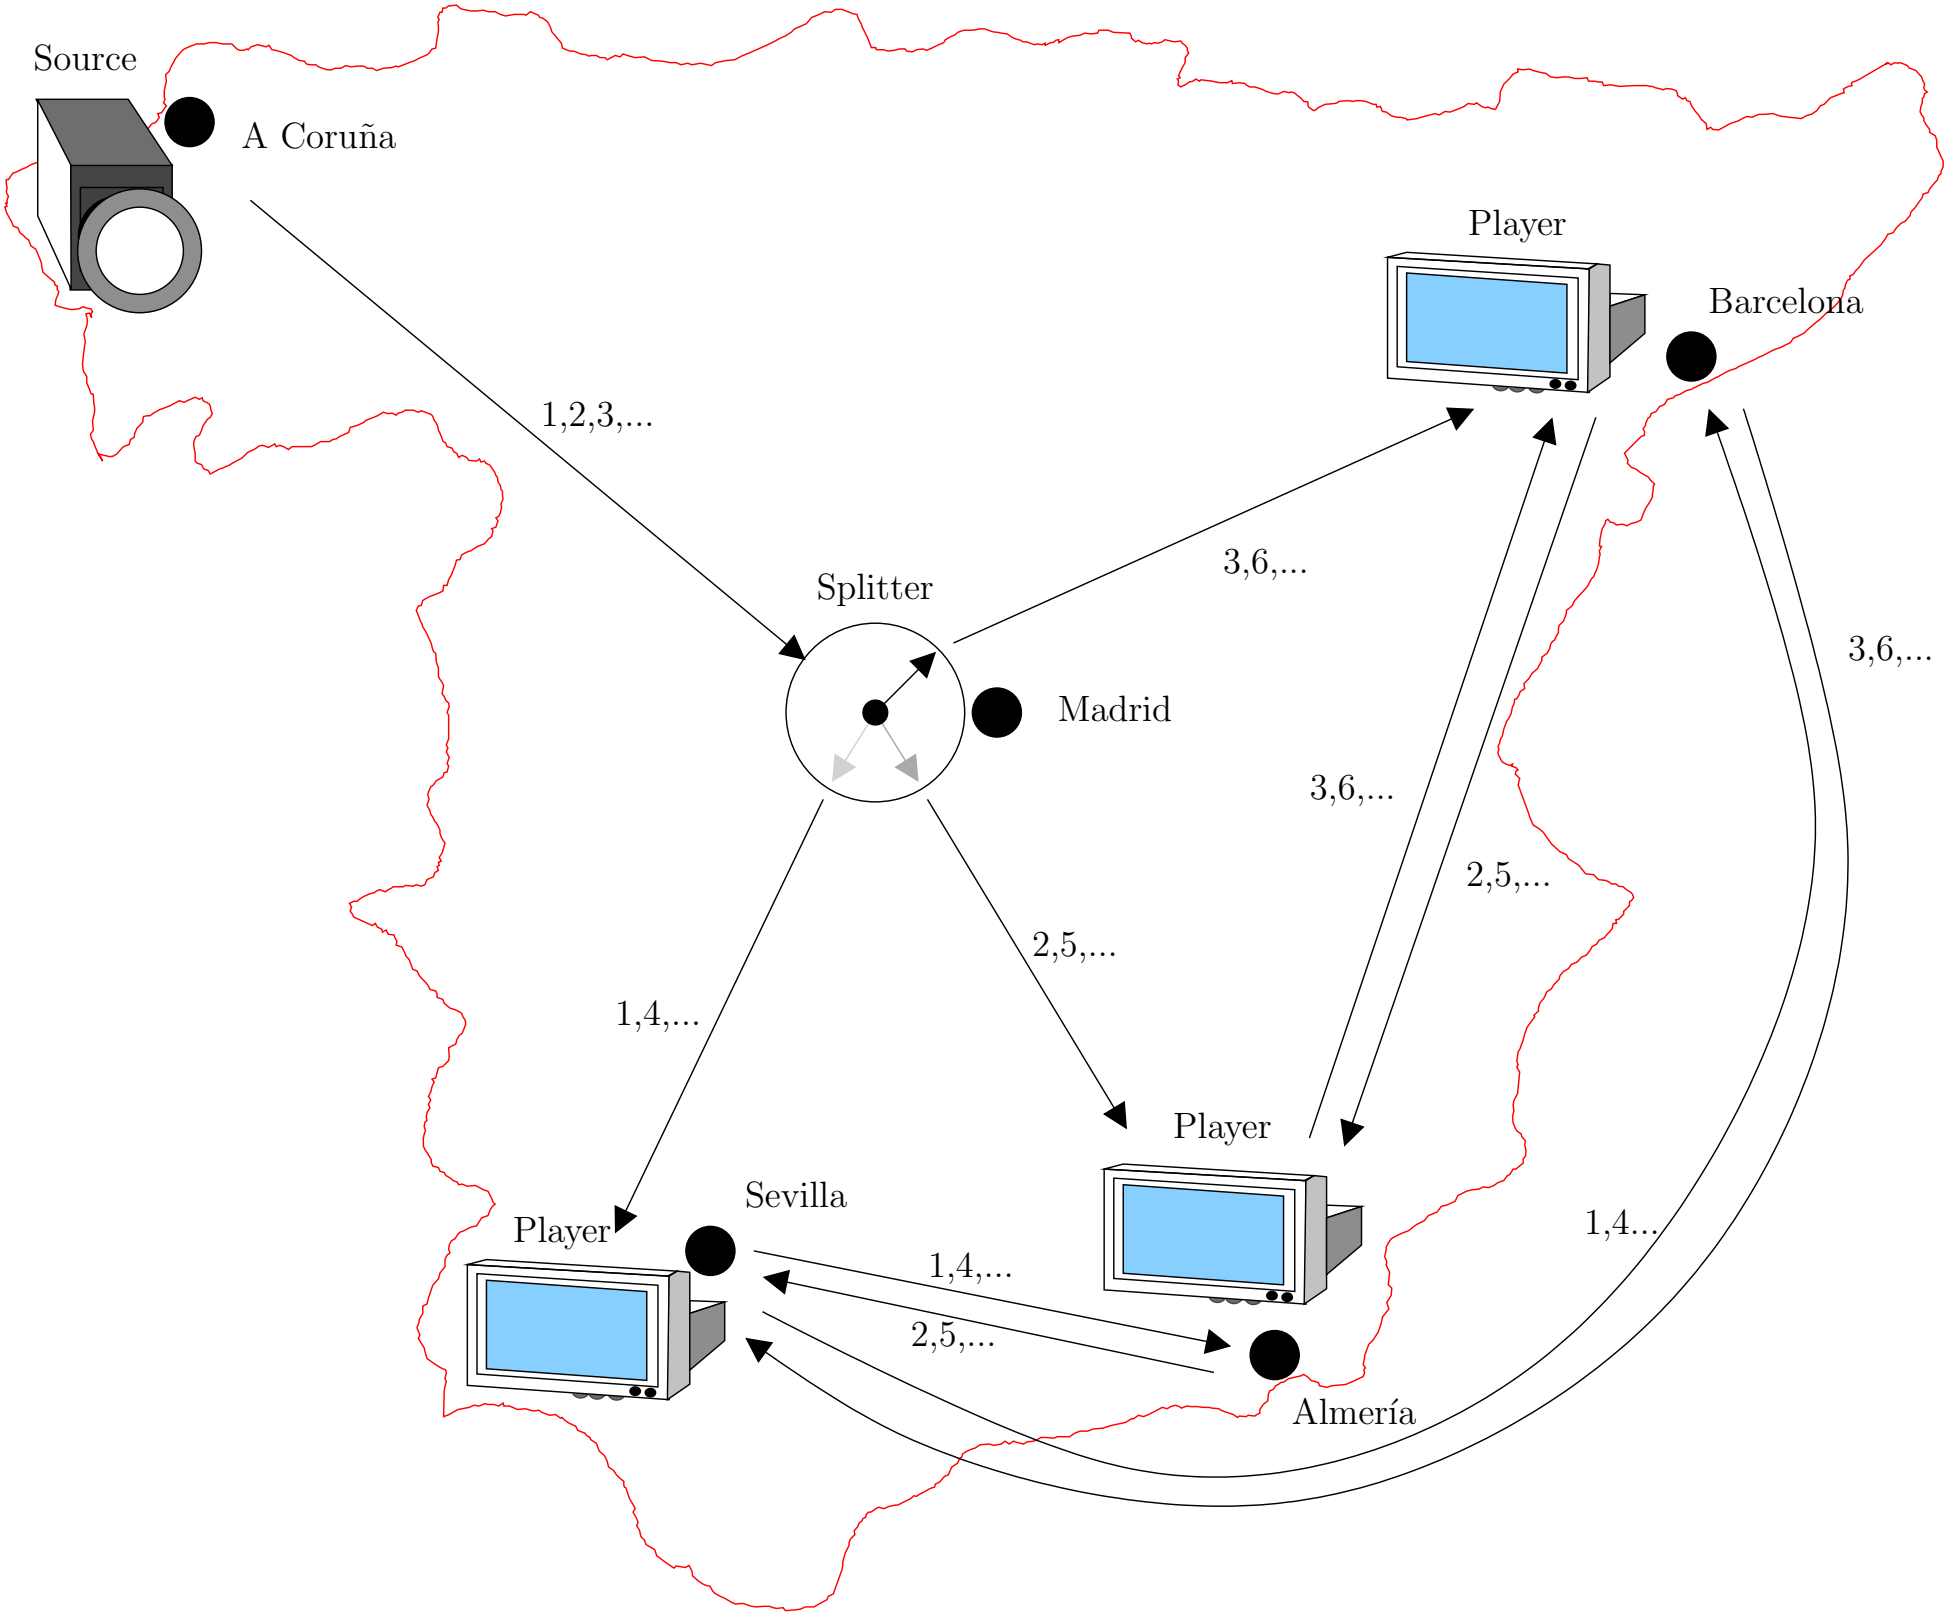 Source
A Coruña
Player
Barcelona
1,2,3,...
3,6,...
Splitter
3,6,...
Madrid
3,6,...
2,5,...
2,5,...
1,4,...
Player
Sevilla
Player
1,4...
1,4,...
2,5,...
Almería